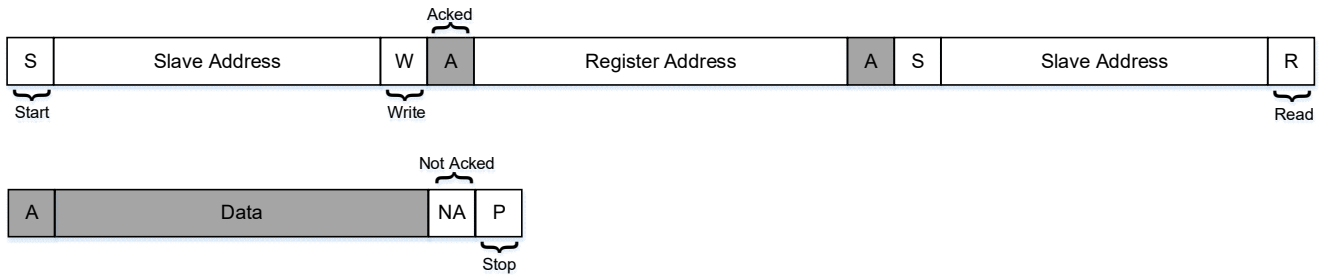 Acked
S Slave Address W A Register Address A S Slave Address R
Start Write Read
Not Acked
A Data NA P
Stop